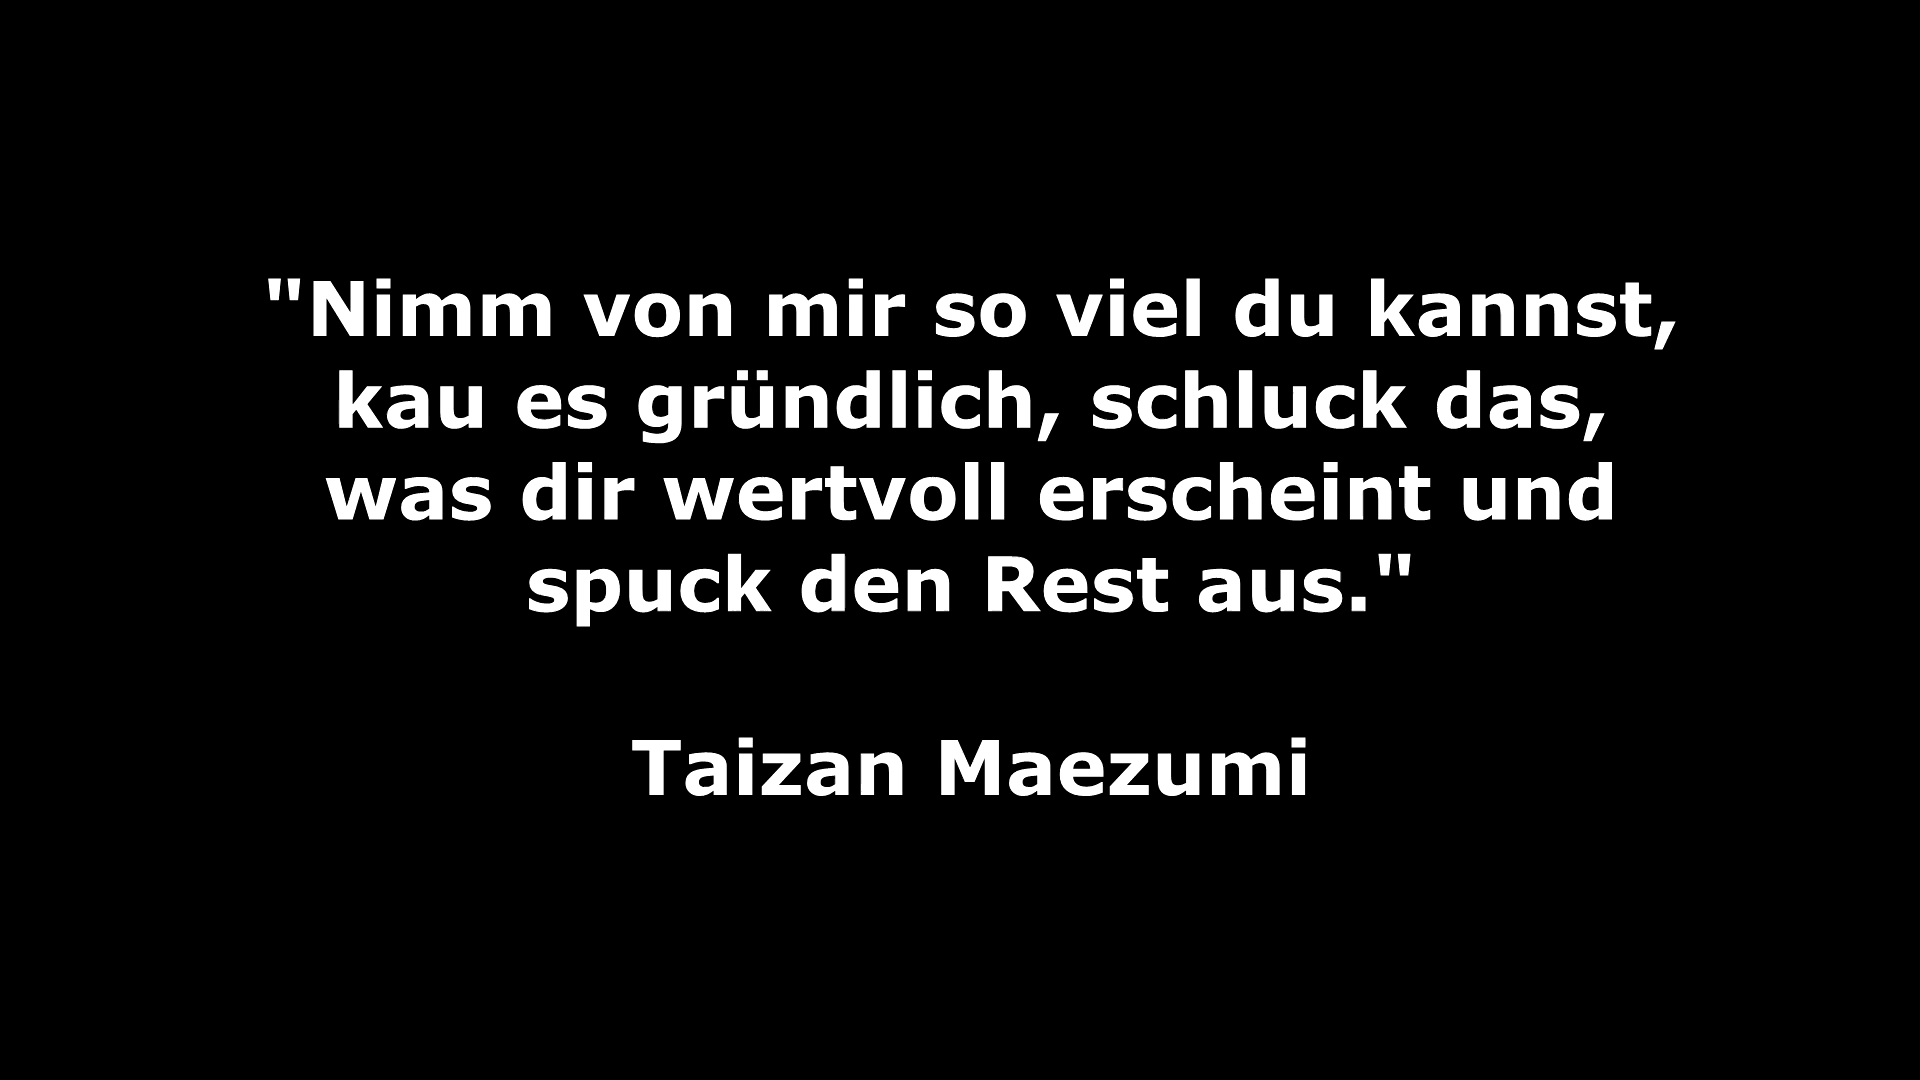 "Nimm von mir so viel du kannst,
kau es gründlich, schluck das,
was dir wertvoll erscheint und
spuck den Rest aus."
Taizan Maezumi